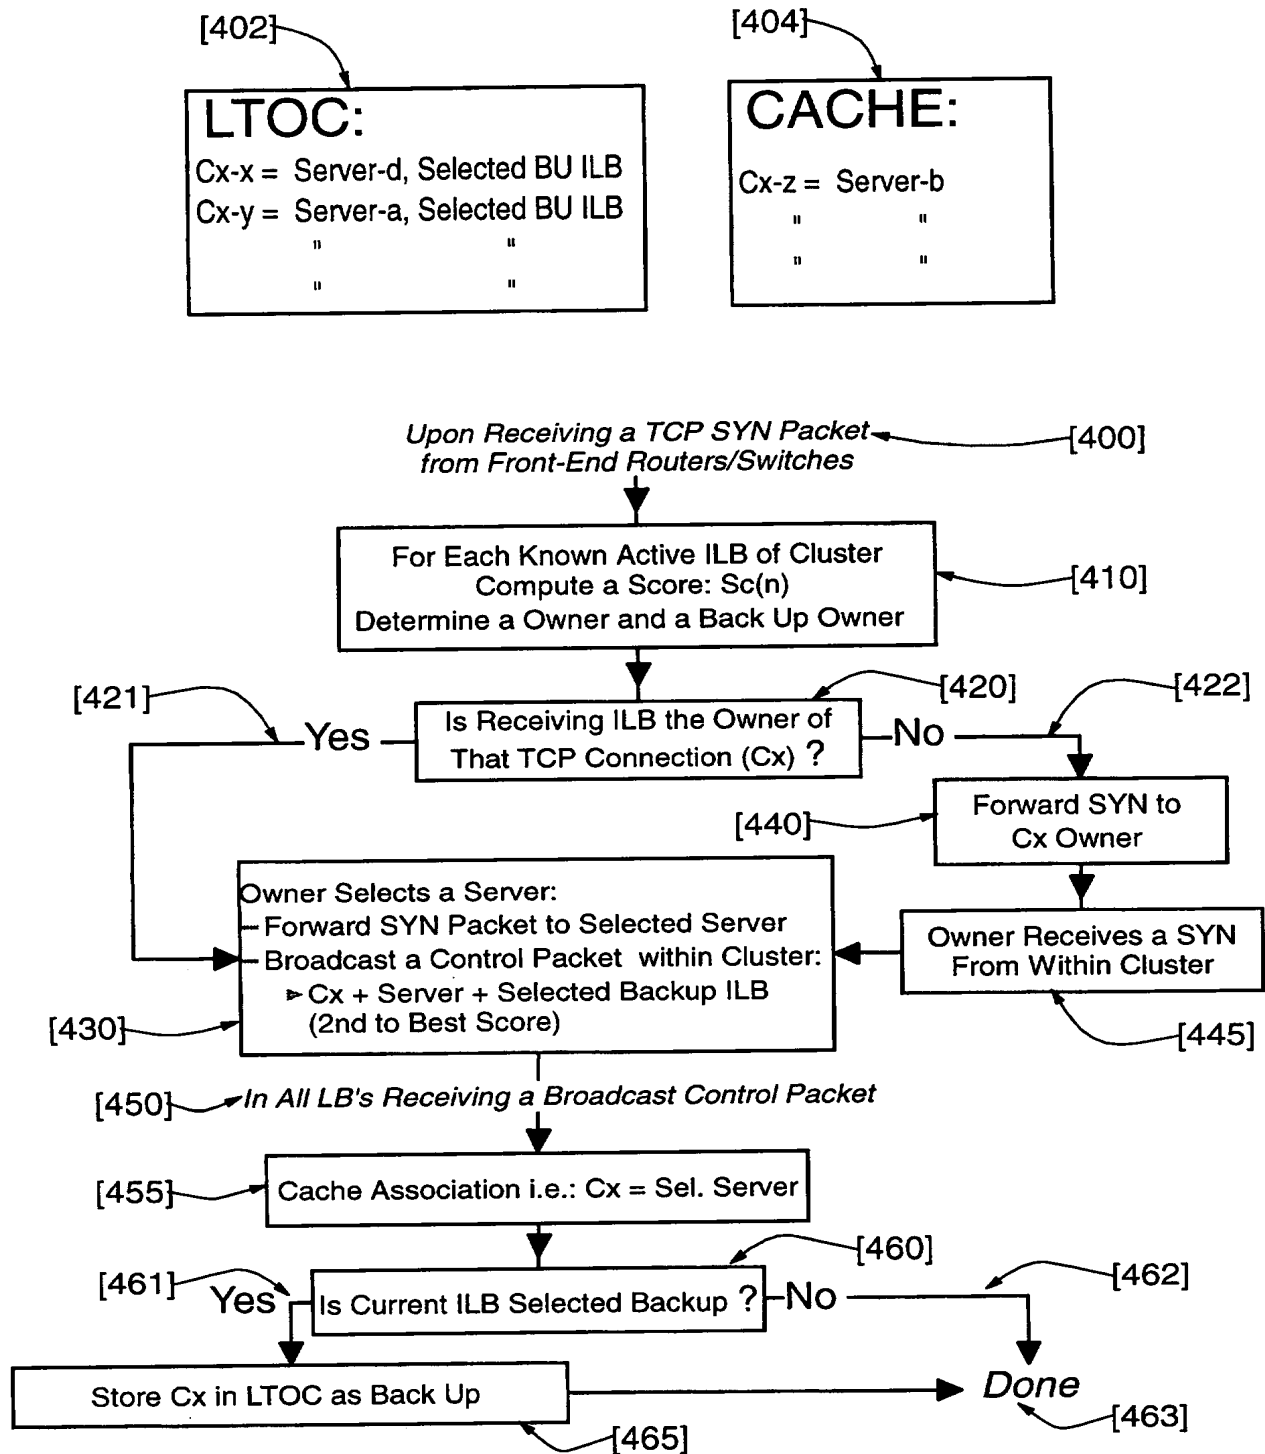 [402]
[404]
LTOC:
Cx-x = Server-d, Selected BU ILB
Cx-y = Server-a, Selected BU ILB
" "
" "
CACHE:
Cx-z = Server-b
" "
" "
Upon Receiving a TCP SYN Packet
from Front-End Routers/Switches
[400]
For Each Known Active ILB of Cluster
Compute a Score: Sc(n)
Determine a Owner and a Back Up Owner
[410]
[421]
[420]
[422]
Yes
Is Receiving ILB the Owner of
That TCP Connection (Cx) ?
No
[440]
Forward SYN to
Cx Owner
Owner Selects a Server:
– Forward SYN Packet to Selected Server
– Broadcast a Control Packet within Cluster:
➤ Cx + Server + Selected Backup ILB
(2nd to Best Score)
Owner Receives a SYN
From Within Cluster
[430]
[445]
[450]
In All LB's Receiving a Broadcast Control Packet
[455]
Cache Association i.e.: Cx = Sel. Server
[460]
[461]
[462]
Yes
Is Current ILB Selected Backup ?
No
Store Cx in LTOC as Back Up
Done
[463]
[465]